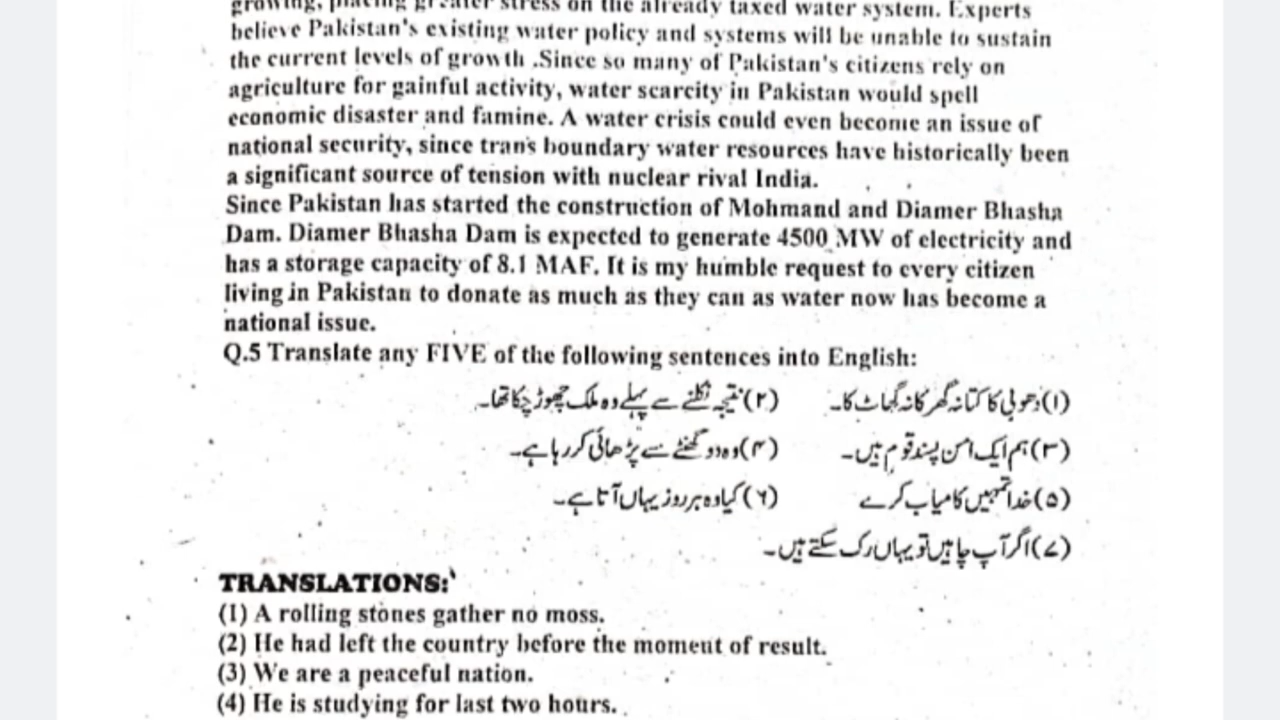 growing, placing greater stress on the already taxed water system. Experts
believe Pakistan's existing water policy and systems will be unable to sustain
the current levels of growth .Since so many of Pakistan's citizens rely on
agriculture for gainful activity, water scarcity in Pakistan would spell
economic disaster and famine. A water crisis could even become an issue of
national security, since trans boundary water resources have historically been
a significant source of tension with nuclear rival India.
Since Pakistan has started the construction of Mohmand and Diamer Bhasha
Dam. Diamer Bhasha Dam is expected to generate 4500 MW of electricity and
has a storage capacity of 8.1 MAF. It is my humble request to every citizen
living in Pakistan to donate as much as they can as water now has become a
national issue.
Q.5 Translate any FIVE of the following sentences into English:
(۱) دھوبی کا کتا نہ گھر کا نہ گھاٹ کا۔ (۲) نتیجہ نکلنے سے پہلے وہ ملک چھوڑ چکا تھا۔
(۳) ہم ایک امن پسند قوم ہیں۔ (۴) وہ دو گھنٹے سے پڑھائی کر رہا ہے۔
(۵) خدا تمہیں کامیاب کرے (۶) کیا وہ ہر روز یہاں آتا ہے۔
(۷) اگر آپ چاہیں تو یہاں رک سکتے ہیں۔
TRANSLATIONS:
(1) A rolling stones gather no moss.
(2) He had left the country before the moment of result.
(3) We are a peaceful nation.
(4) He is studying for last two hours.